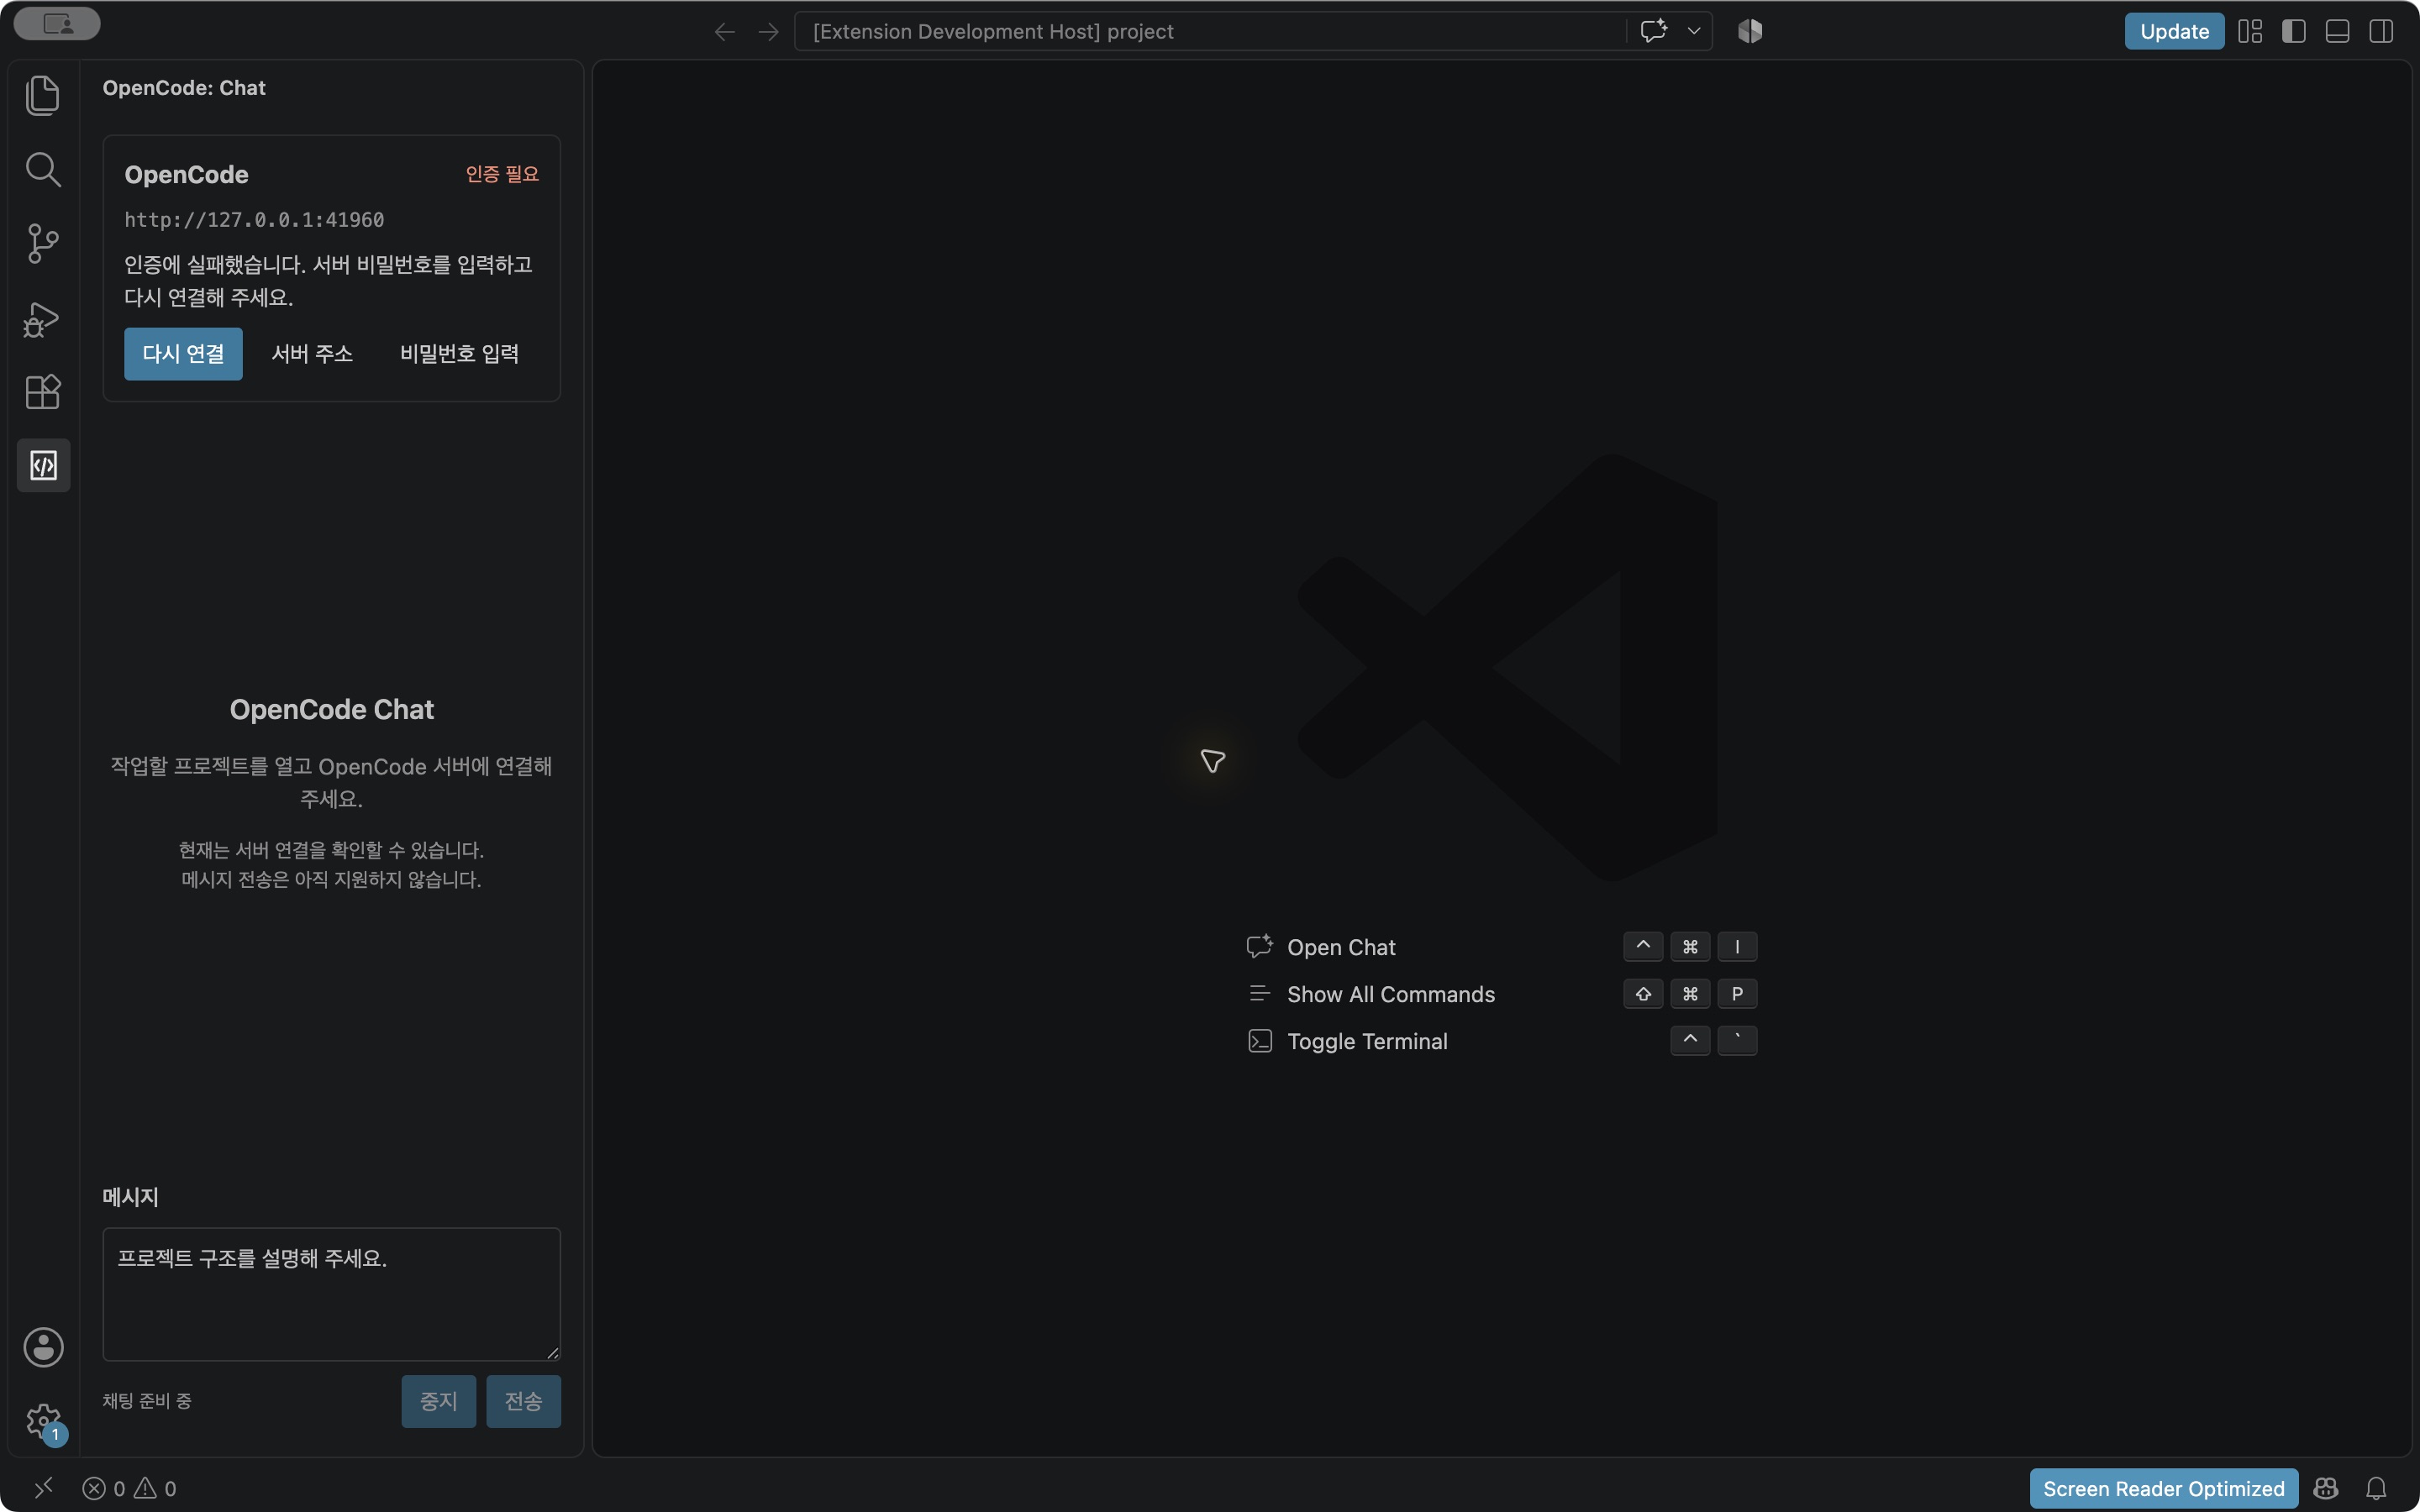 [Extension Development Host] project
Update
OpenCode: Chat
OpenCode
인증 필요
http://127.0.0.1:41960
인증에 실패했습니다. 서버 비밀번호를 입력하고
다시 연결해 주세요.
다시 연결
서버 주소
비밀번호 입력
OpenCode Chat
작업할 프로젝트를 열고 OpenCode 서버에 연결해
주세요.
현재는 서버 연결을 확인할 수 있습니다.
메시지 전송은 아직 지원하지 않습니다.
Open Chat ^ ⌘ I
Show All Commands ⇧ ⌘ P
Toggle Terminal ^ `
메시지
프로젝트 구조를 설명해 주세요.
채팅 준비 중
중지
전송
1
0
0
Screen Reader Optimized